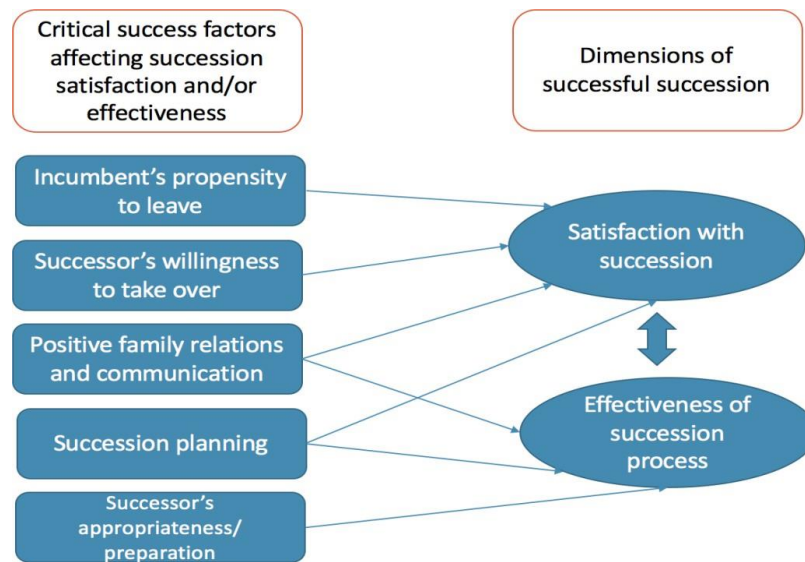 Critical success factors
affecting succession
satisfaction and/or
effectiveness
Dimensions of
successful succession
Incumbent’s propensity
to leave
Successor’s willingness
to take over
Positive family relations
and communication
Succession planning
Successor’s
appropriateness/
preparation
Satisfaction with
succession
Effectiveness of
succession
process